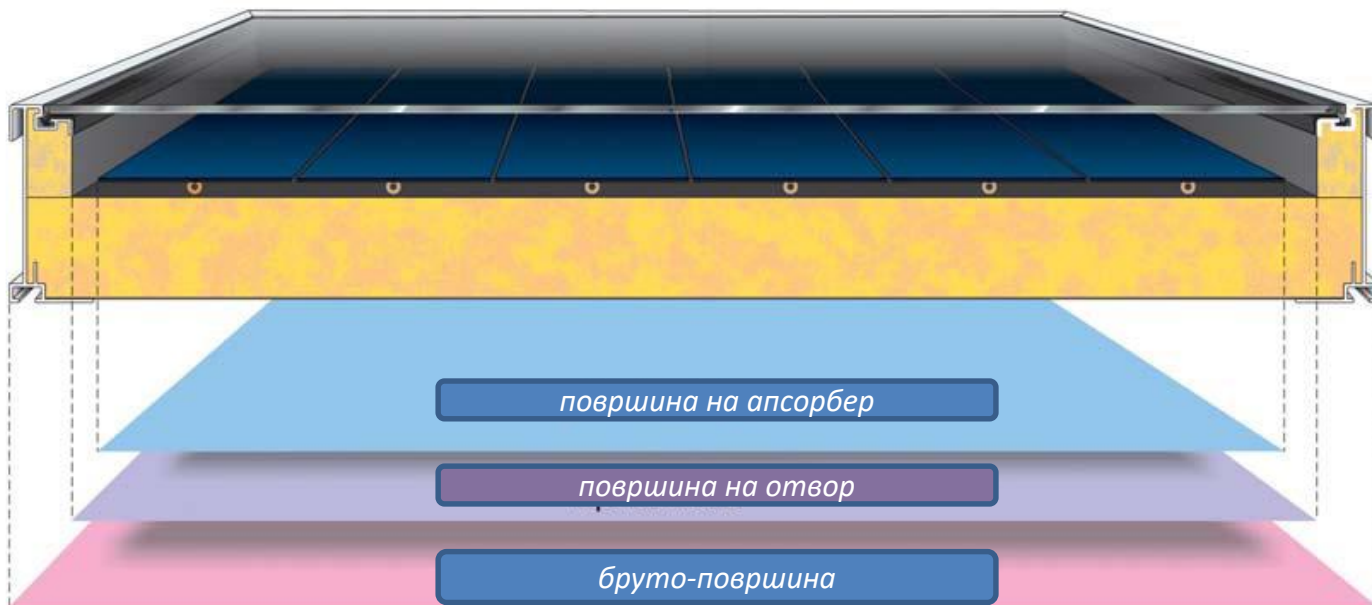 површина на апсорбер
површина на отвор
бруто-површина